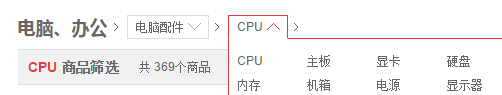 电脑、办公 > 电脑配件 > CPU >
CPU 商品筛选 共 369个商品
CPU 主板 显卡 硬盘
内存 机箱 电源 显示器